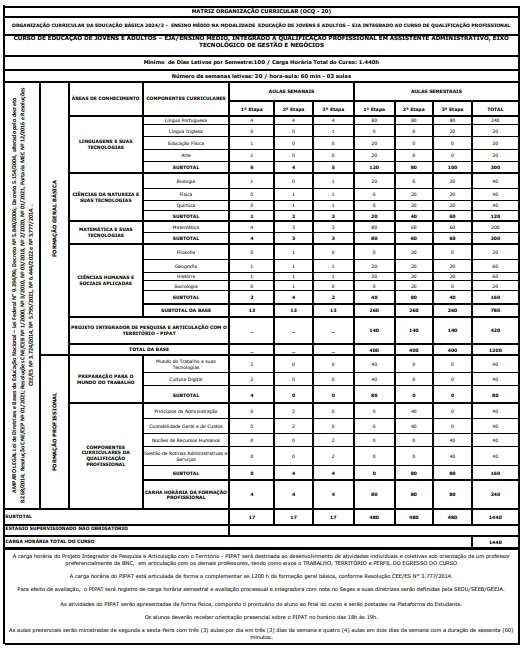 MATRIZ ORGANIZACIONAL CURRICULAR (OCQ - 20)
ORGANIZAÇÃO CURRICULAR DA EDUCAÇÃO BÁSICA 2024/2 - ENSINO MÉDIO NA MODALIDADE EDUCAÇÃO DE JOVENS E ADULTOS – EJA INTEGRADO AO CURSO DE QUALIFICAÇÃO PROFISSIONAL
CURSO DE EDUCAÇÃO DE JOVENS E ADULTOS – EJA/ENSINO MÉDIO, INTEGRADO À QUALIFICAÇÃO PROFISSIONAL EM ASSISTENTE ADMINISTRATIVO, EIXO
TECNOLÓGICO DE GESTÃO E NEGÓCIOS
Mínimo de Dias Letivos por Semestre:100 / Carga Horária Total do Curso: 1.440h
Número de semanas letivas: 20 / hora-aula: 60 min - 03 aulas
ÁREAS DE CONHECIMENTO COMPONENTES CURRICULARES AULAS SEMANAIS AULAS SEMESTRAIS
1ª Etapa 2ª Etapa 3ª Etapa 1ª Etapa 2ª Etapa 3ª Etapa TOTAL
FORMAÇÃO GERAL BÁSICA
LINGUAGENS E SUAS TECNOLOGIAS
Língua Portuguesa 4 4 4 80 80 80 240
Língua Inglesa 0 0 1 0 0 20 20
Educação Física 1 0 0 20 0 0 20
Arte 1 0 0 20 0 0 20
SUBTOTAL 6 4 5 120 80 100 300
CIÊNCIAS DA NATUREZA E SUAS TECNOLOGIAS
Biologia 1 0 1 20 0 20 40
Física 0 1 1 0 20 20 40
Química 0 1 1 0 20 20 40
SUBTOTAL 1 2 3 20 40 60 120
MATEMÁTICA E SUAS TECNOLOGIAS
Matemática 4 3 3 80 60 60 200
SUBTOTAL 4 3 3 80 60 60 200
CIÊNCIAS HUMANAS E SOCIAIS APLICADAS
Filosofia 0 1 0 0 20 0 20
Geografia 1 1 1 20 20 20 60
História 1 1 1 20 20 20 60
Sociologia 0 1 0 0 20 0 20
SUBTOTAL 2 4 2 40 80 40 160
SUBTOTAL DA BASE 13 13 13 260 260 260 780
PROJETO INTEGRADOR DE PESQUISA E ARTICULAÇÃO COM O
TERRITÓRIO - PIPAT _ _ _ 140 140 140 420
TOTAL DA BASE _ _ _ 400 400 400 1200
FORMAÇÃO PROFISSIONAL
PREPARAÇÃO PARA O MUNDO DO TRABALHO
Mundo do Trabalho e suas
Tecnologias 2 0 0 40 0 0 40
Cultura Digital 2 0 0 40 0 0 40
SUBTOTAL 4 0 0 80 0 0 80
COMPONENTES CURRICULARES DA QUALIFICAÇÃO PROFISSIONAL
Princípios da Administração 0 2 0 0 40 0 40
Contabilidade Geral e de Custos 0 2 0 0 40 0 40
Noções de Recursos Humanos 0 0 2 0 0 40 40
Gestão de Rotinas Administrativas e
Serviços 0 0 2 0 0 40 40
SUBTOTAL 0 4 4 0 80 80 160
CARGA HORÁRIA DA FORMAÇÃO
PROFISSIONAL 4 4 4 80 80 80 240
SUBTOTAL 17 17 17 480 480 480 1440
ESTÁGIO SUPERVISIONADO NÃO OBRIGATÓRIO
CARGA HORÁRIA TOTAL DO CURSO 1440
A carga horária do Projeto Integrador de Pesquisa e Articulação com o Território - PIPAT será destinada ao desenvolvimento de atividades individuais e coletivas sob orientação de um professor
preferencialmente da BNC, em articulação com os demais professores, tendo como eixos o TRABALHO, TERRITÓRIO e PERFIL DO EGRESSO DO CURSO
A carga horária do PIPAT está articulada de forma a complementar as 1200 h da formação geral básica, conforme Resolução CEE/ES Nº 3.777/2014.
Para efeito de avaliação, o PIPAT terá registro de carga horária semestral e avaliação processual e integradora com nota no Seges e suas diretrizes serão definidas pela SEDU/SEEB/GEEJA.
As atividades do PIPAT serão apresentadas de forma física, compondo o prontuário do aluno ao final do curso e serão postadas na Plataforma do Estudante.
Os alunos deverão receber orientação presencial sobre o PIPAT no horário das 18h às 19h.
As aulas presenciais serão ministradas de segunda a sexta-feira com três (3) aulas por dia em três (3) dias da semana e quatro (4) aulas em dois dias da semana com a duração de sessenta (60)
minutos.